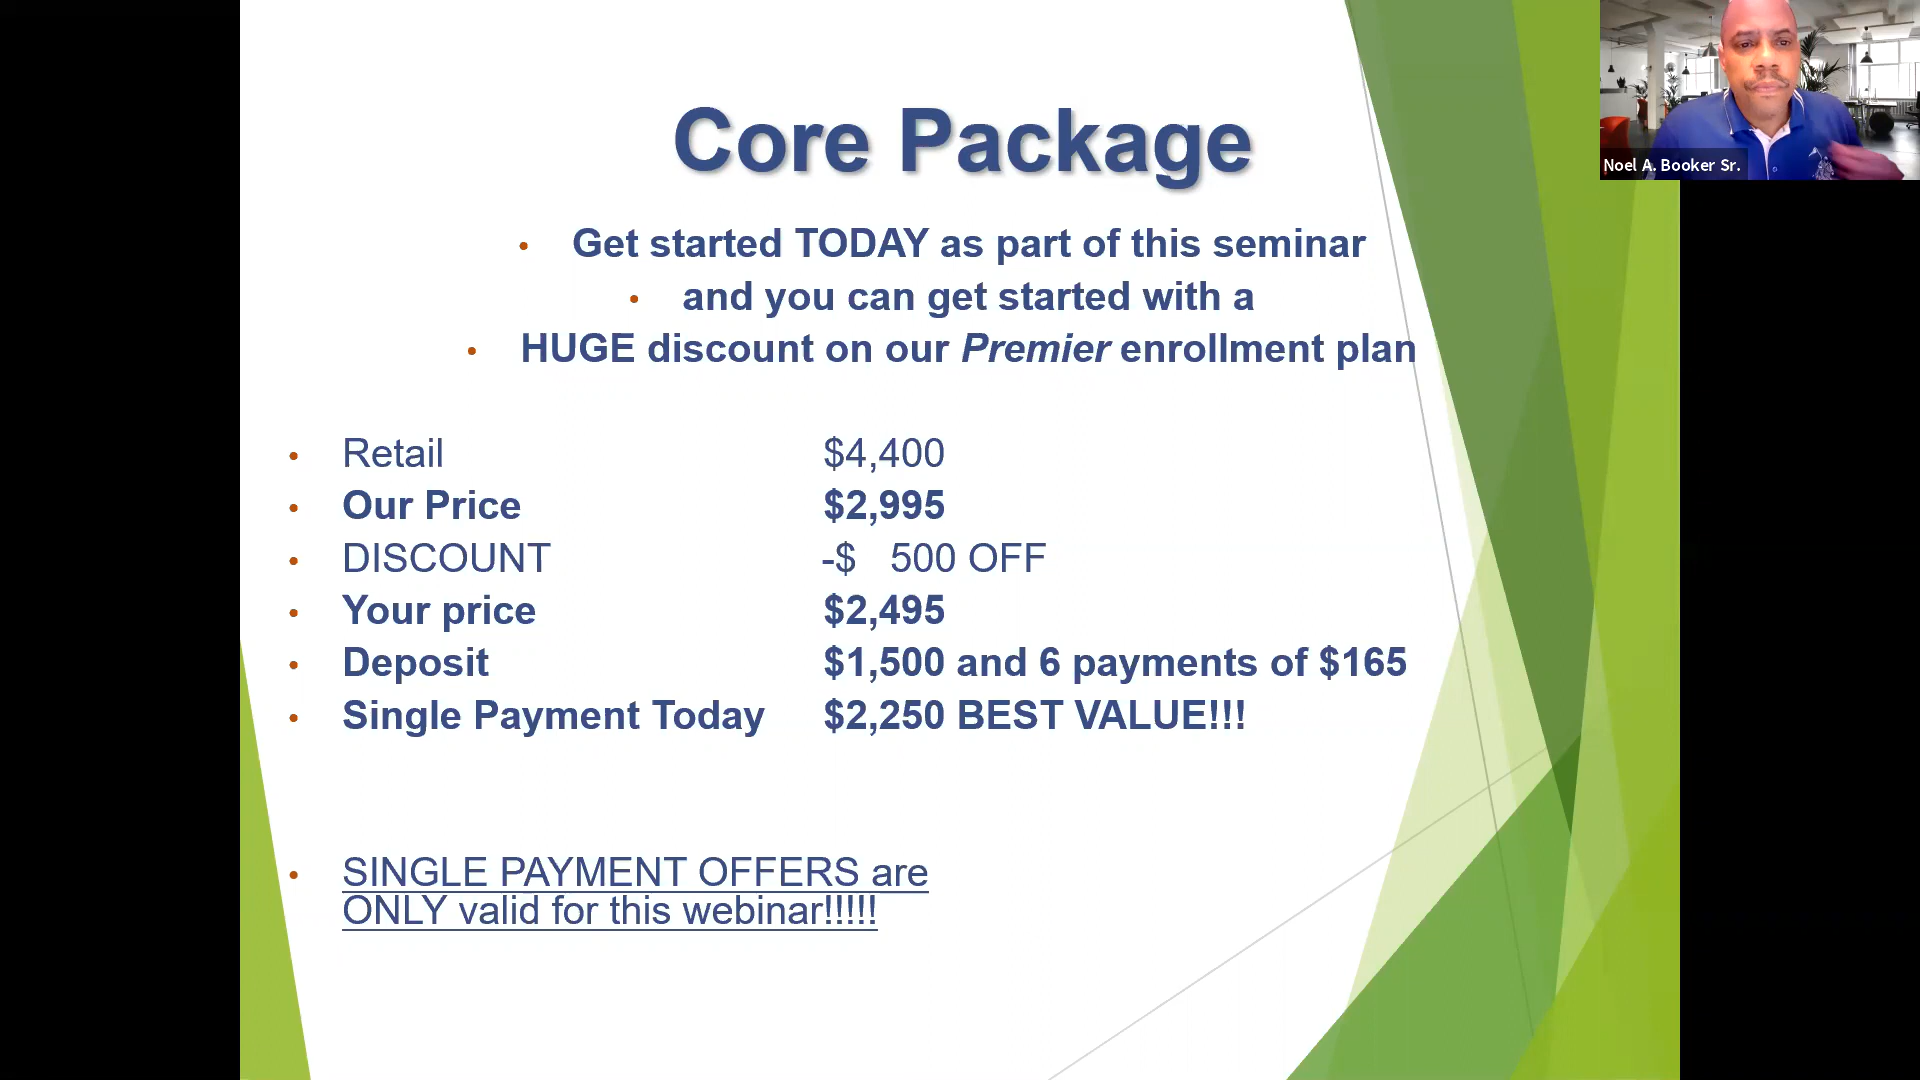 Core Package
• Get started TODAY as part of this seminar
• and you can get started with a
• HUGE discount on our Premier enrollment plan
• Retail $4,400
• Our Price $2,995
• DISCOUNT -$ 500 OFF
• Your price $2,495
• Deposit $1,500 and 6 payments of $165
• Single Payment Today $2,250 BEST VALUE!!!
• SINGLE PAYMENT OFFERS are
ONLY valid for this webinar!!!!!
Noel A. Booker Sr.